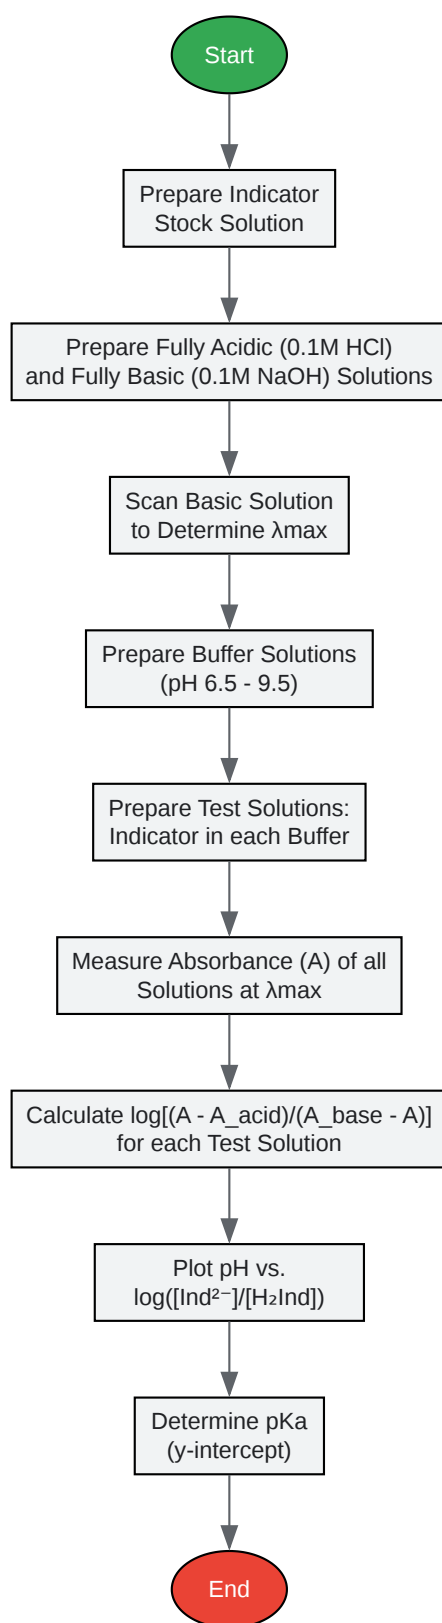 Start
Prepare Indicator
Stock Solution
Prepare Fully Acidic (0.1M HCl)
and Fully Basic (0.1M NaOH) Solutions
Scan Basic Solution
to Determine λmax
Prepare Buffer Solutions
(pH 6.5 - 9.5)
Prepare Test Solutions:
Indicator in each Buffer
Measure Absorbance (A) of all
Solutions at λmax
Calculate log[(A - A_acid)/(A_base - A)]
for each Test Solution
Plot pH vs.
log([Ind²⁻]/[H₂Ind])
Determine pKa
(y-intercept)
End